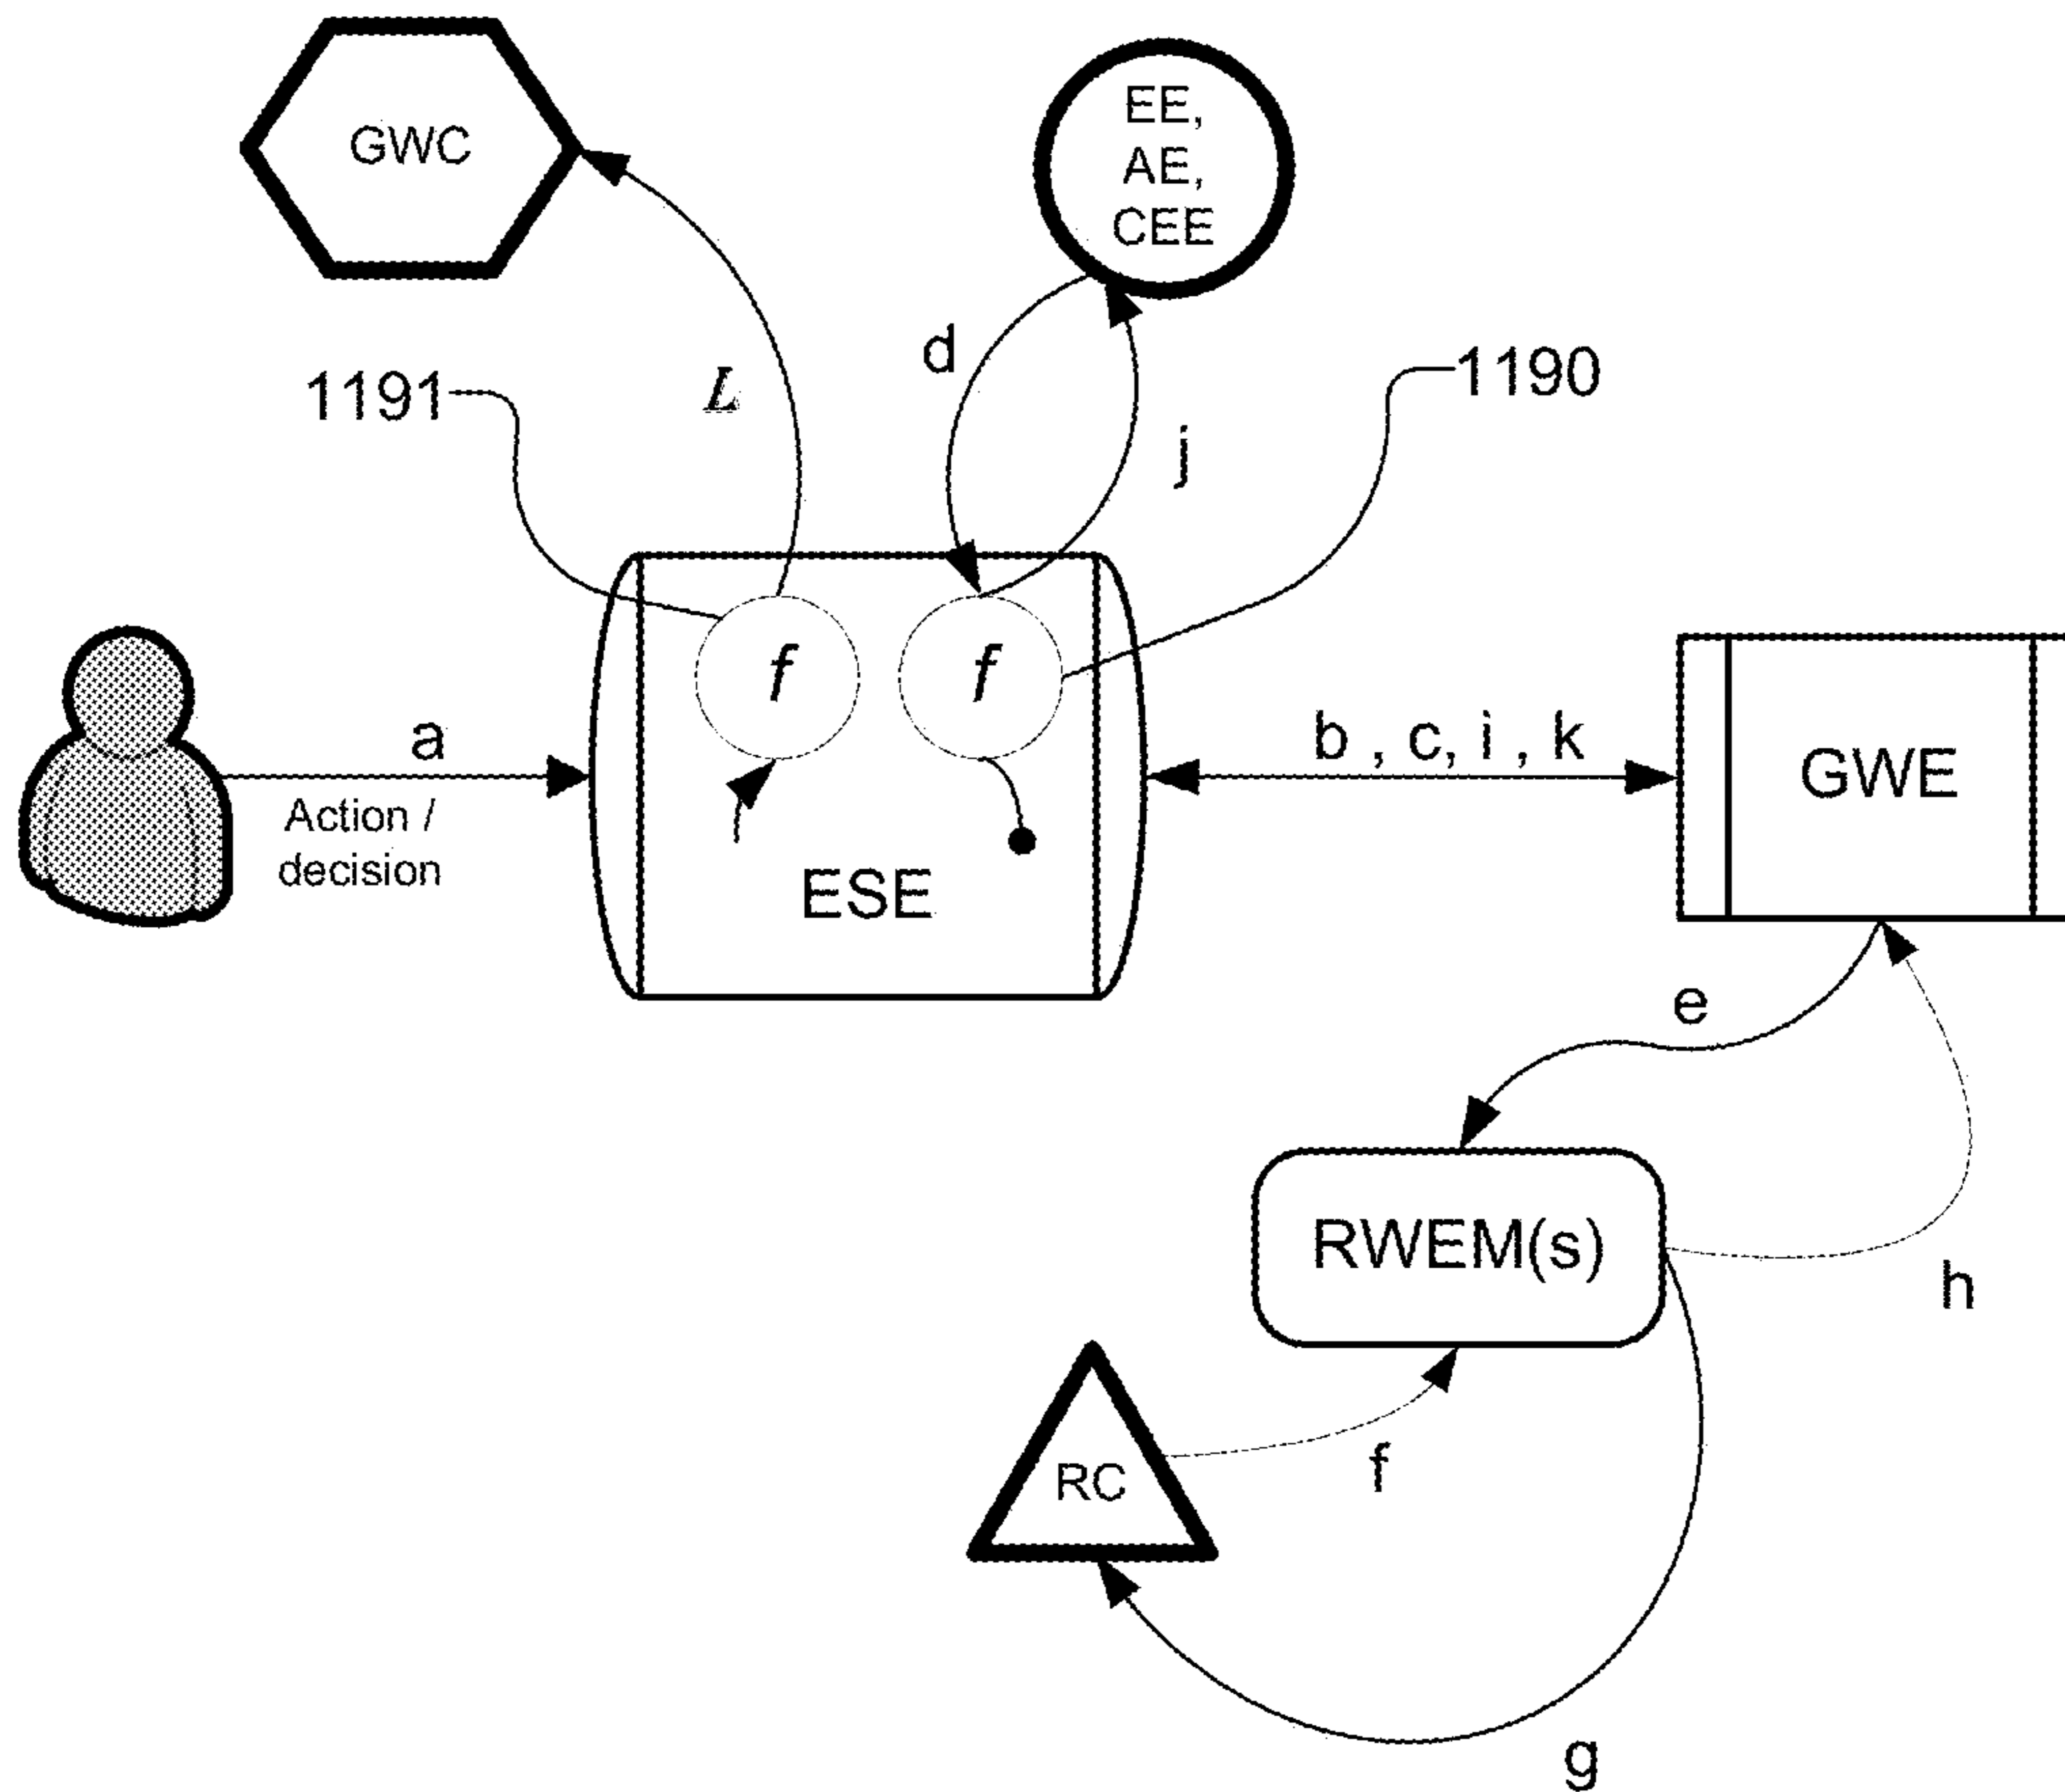 GWC
EE,
AE,
CEE
d
1190
1191
L
j
f
f
a
b , c, i , k
GWE
Action /
decision
ESE
e
RWEM(s)
h
f
RC
g